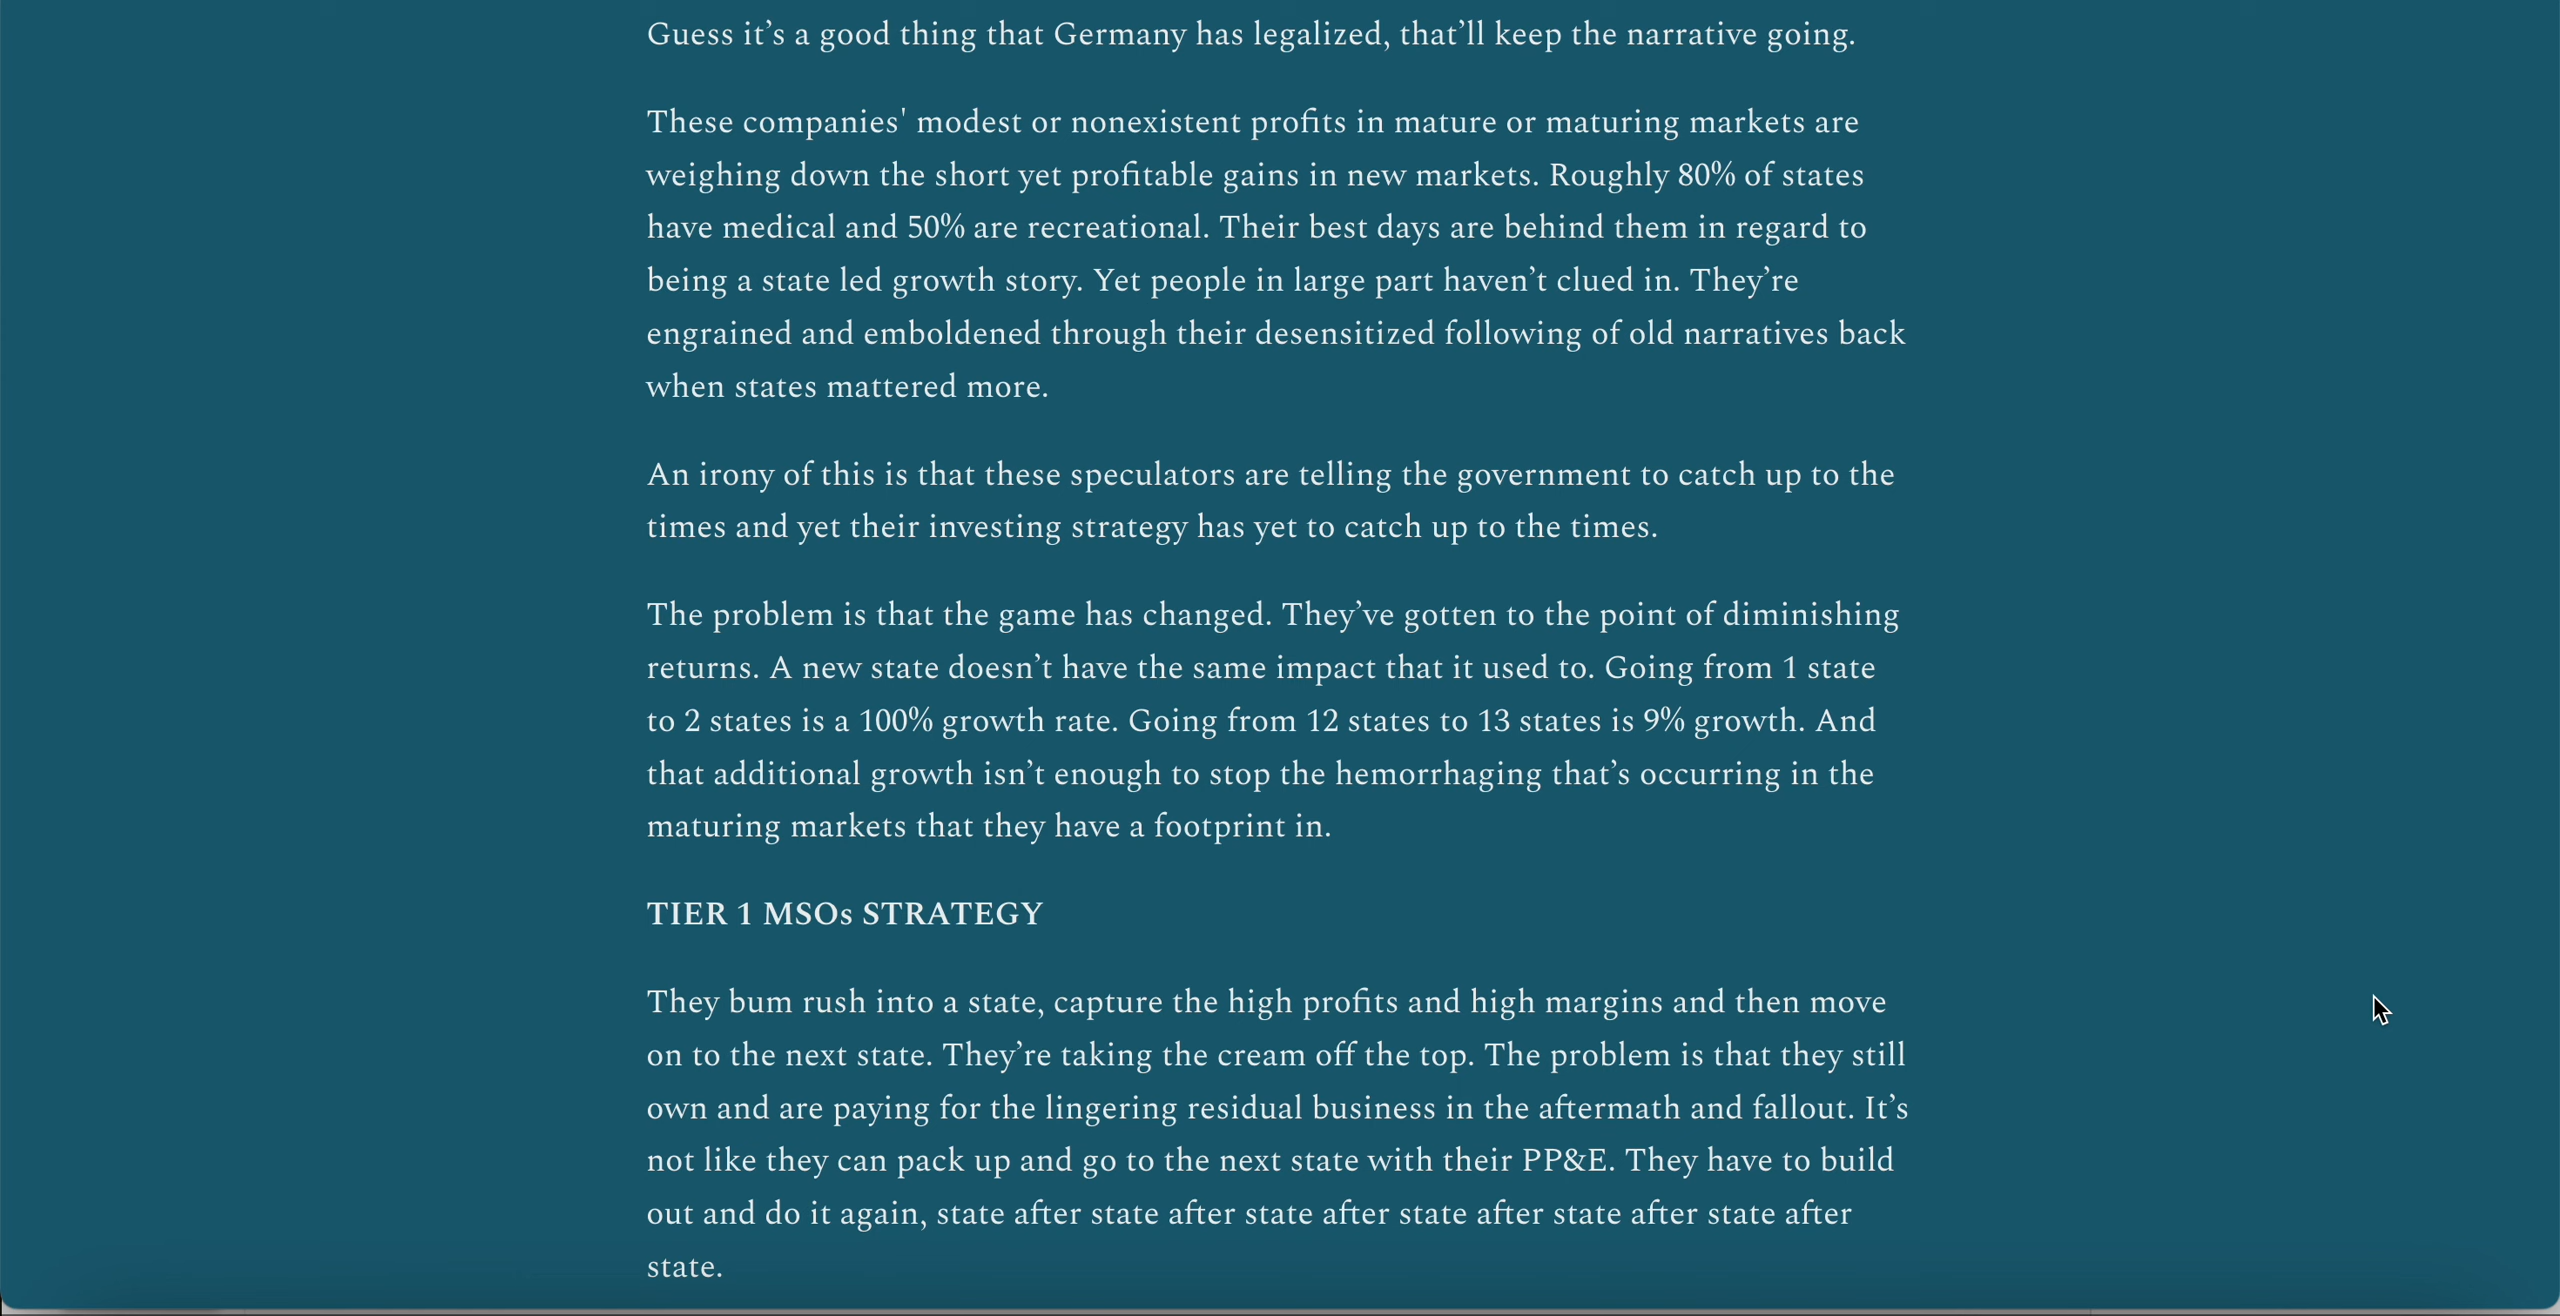 Guess it’s a good thing that Germany has legalized, that’ll keep the narrative going.
These companies' modest or nonexistent profits in mature or maturing markets are
weighing down the short yet profitable gains in new markets. Roughly 80% of states
have medical and 50% are recreational. Their best days are behind them in regard to
being a state led growth story. Yet people in large part haven’t clued in. They’re
engrained and emboldened through their desensitized following of old narratives back
when states mattered more.
An irony of this is that these speculators are telling the government to catch up to the
times and yet their investing strategy has yet to catch up to the times.
The problem is that the game has changed. They’ve gotten to the point of diminishing
returns. A new state doesn’t have the same impact that it used to. Going from 1 state
to 2 states is a 100% growth rate. Going from 12 states to 13 states is 9% growth. And
that additional growth isn’t enough to stop the hemorrhaging that’s occurring in the
maturing markets that they have a footprint in.
TIER 1 MSOs STRATEGY
They bum rush into a state, capture the high profits and high margins and then move
on to the next state. They’re taking the cream off the top. The problem is that they still
own and are paying for the lingering residual business in the aftermath and fallout. It’s
not like they can pack up and go to the next state with their PP&E. They have to build
out and do it again, state after state after state after state after state after state after
state.